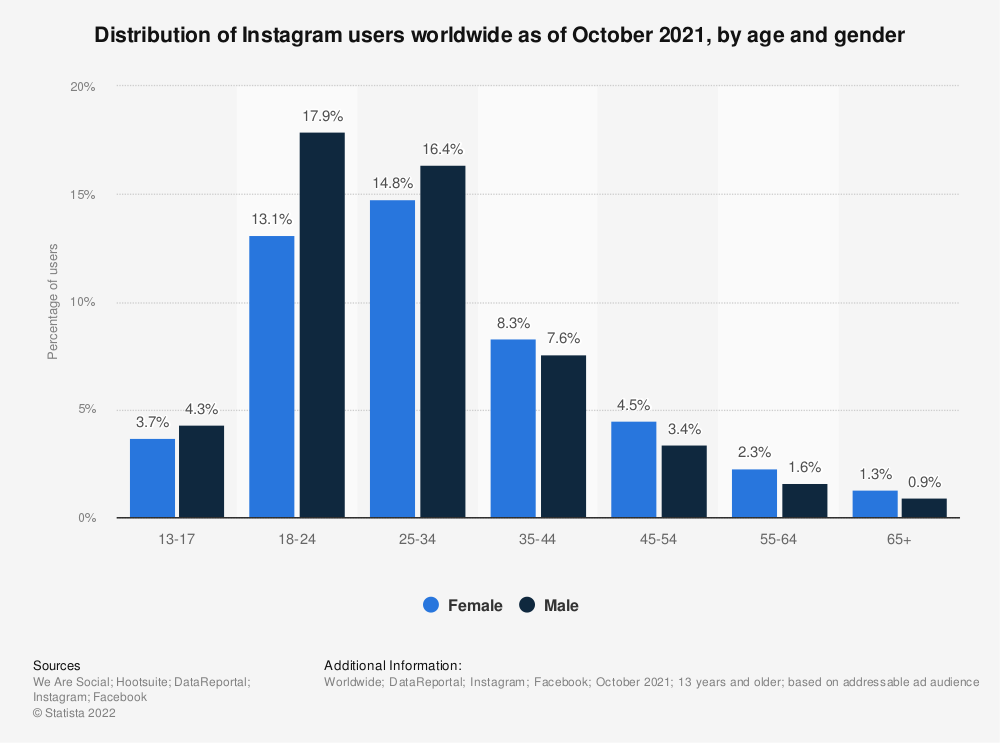 Distribution of Instagram users worldwide as of October 2021, by age and gender
Percentage of users
20%
15%
10%
5%
0%
3.7%
4.3%
13.1%
17.9%
14.8%
16.4%
8.3%
7.6%
4.5%
3.4%
2.3%
1.6%
1.3%
0.9%
13-17
18-24
25-34
35-44
45-54
55-64
65+
Female
Male
Sources
We Are Social; Hootsuite; DataReportal;
Instagram; Facebook
© Statista 2022
Additional Information:
Worldwide; DataReportal; Instagram; Facebook; October 2021; 13 years and older; based on addressable ad audience